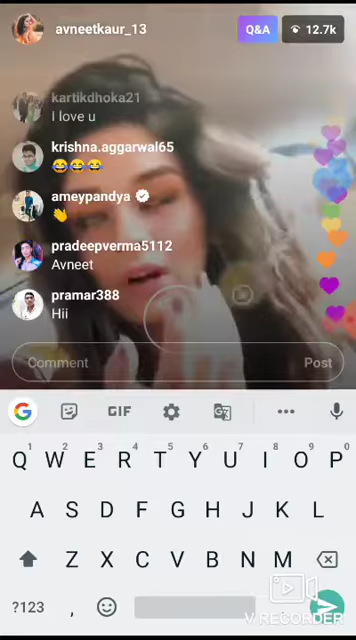 avneetkaur_13
Q&A
12.7k
kartikdhoka21
I love u
krishna.aggarwal65
😂😂😂
ameypandya
👏
pradeepverma5112
Avneet
pramar388
Hii
Comment
Post
GIF
1 2 3 4 5 6 7 8 9 0
Q W E R T Y U I O P
A S D F G H J K L
Z X C V B N M
?123 ,
V RECORDER